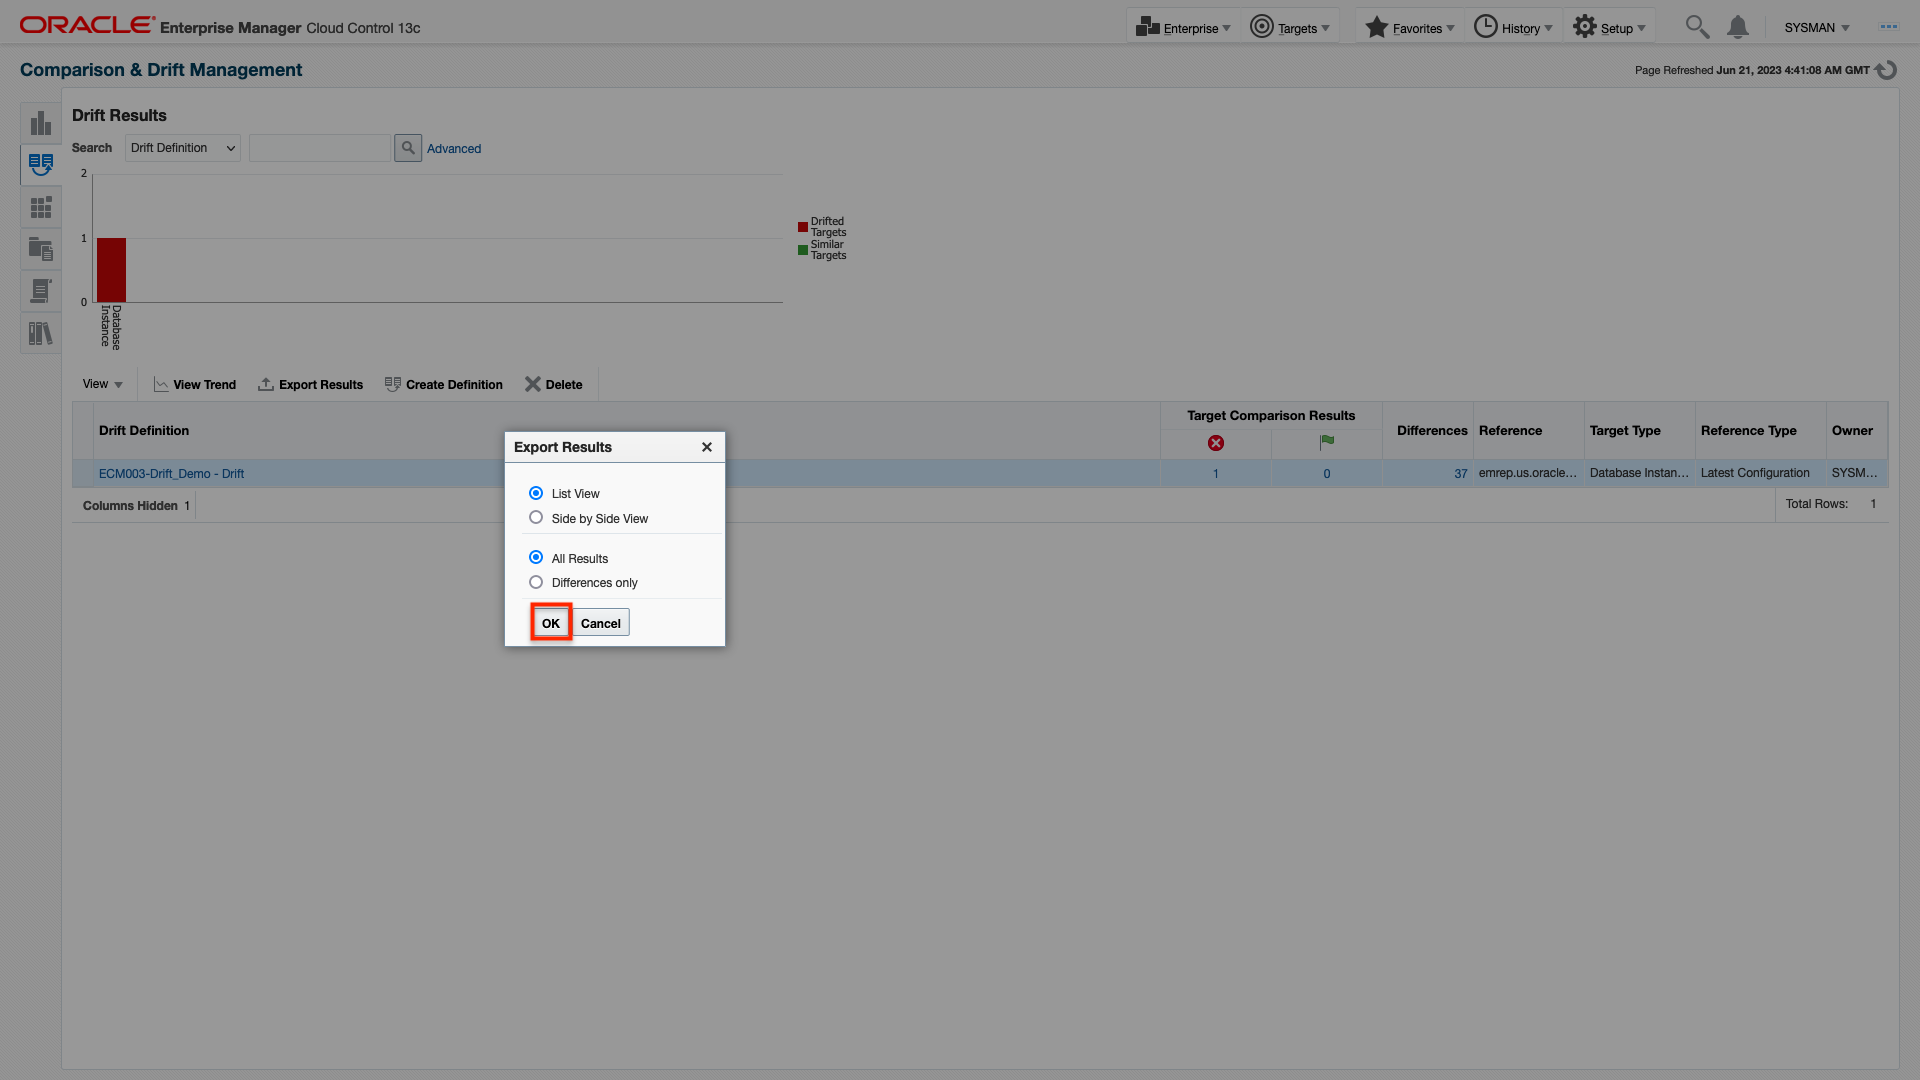 ORACLE Enterprise Manager Cloud Control 13c
Enterprise Targets Favorites History Setup SYSMAN
Comparison & Drift Management
Page Refreshed Jun 21, 2023 4:41:08 AM GMT
Drift Results
Search Drift Definition Advanced
2
1
0
Database
Instance
Drifted
Targets
Similar
Targets
View View Trend Export Results Create Definition Delete
Drift Definition Target Comparison Results Differences Reference Target Type Reference Type Owner
ECM003-Drift_Demo - Drift 1 0 37 emrep.us.oracle... Database Instan... Latest Configuration SYSM...
Columns Hidden 1
Total Rows: 1
Export Results
List View
Side by Side View
All Results
Differences only
OK Cancel